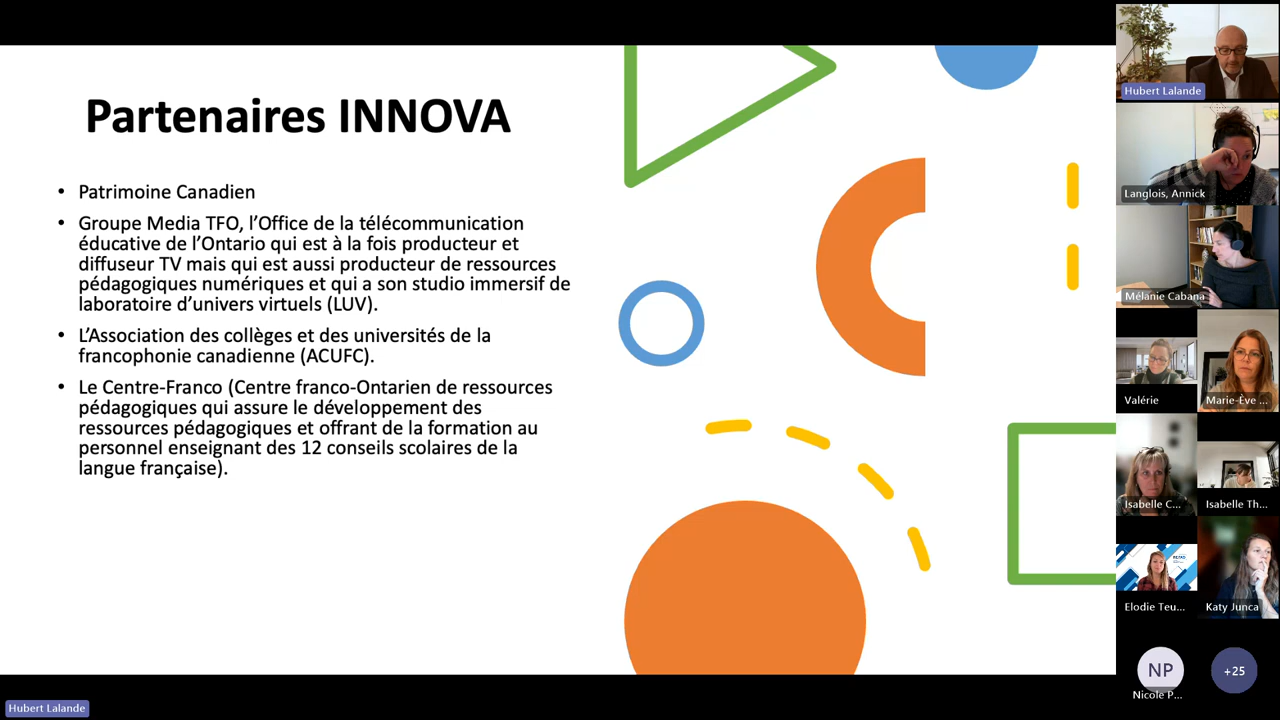 Partenaires INNOVA
• Patrimoine Canadien
• Groupe Media TFO, l’Office de la télécommunication
éducative de l’Ontario qui est à la fois producteur et
diffuseur TV mais qui est aussi producteur de ressources
pédagogiques numériques et qui a son studio immersif de
laboratoire d’univers virtuels (LUV).
• L’Association des collèges et des universités de la
francophonie canadienne (ACUFC).
• Le Centre-Franco (Centre franco-Ontarien de ressources
pédagogiques qui assure le développement des
ressources pédagogiques et offrant de la formation au
personnel enseignant des 12 conseils scolaires de la
langue française).
Hubert Lalande
Langlois, Annick
Mélanie Cabana
Valérie
Marie-Ève ...
Isabelle C...
Isabelle Th...
Elodie Teu...
Katy Junca
NP
Nicole P...
+25
Hubert Lalande